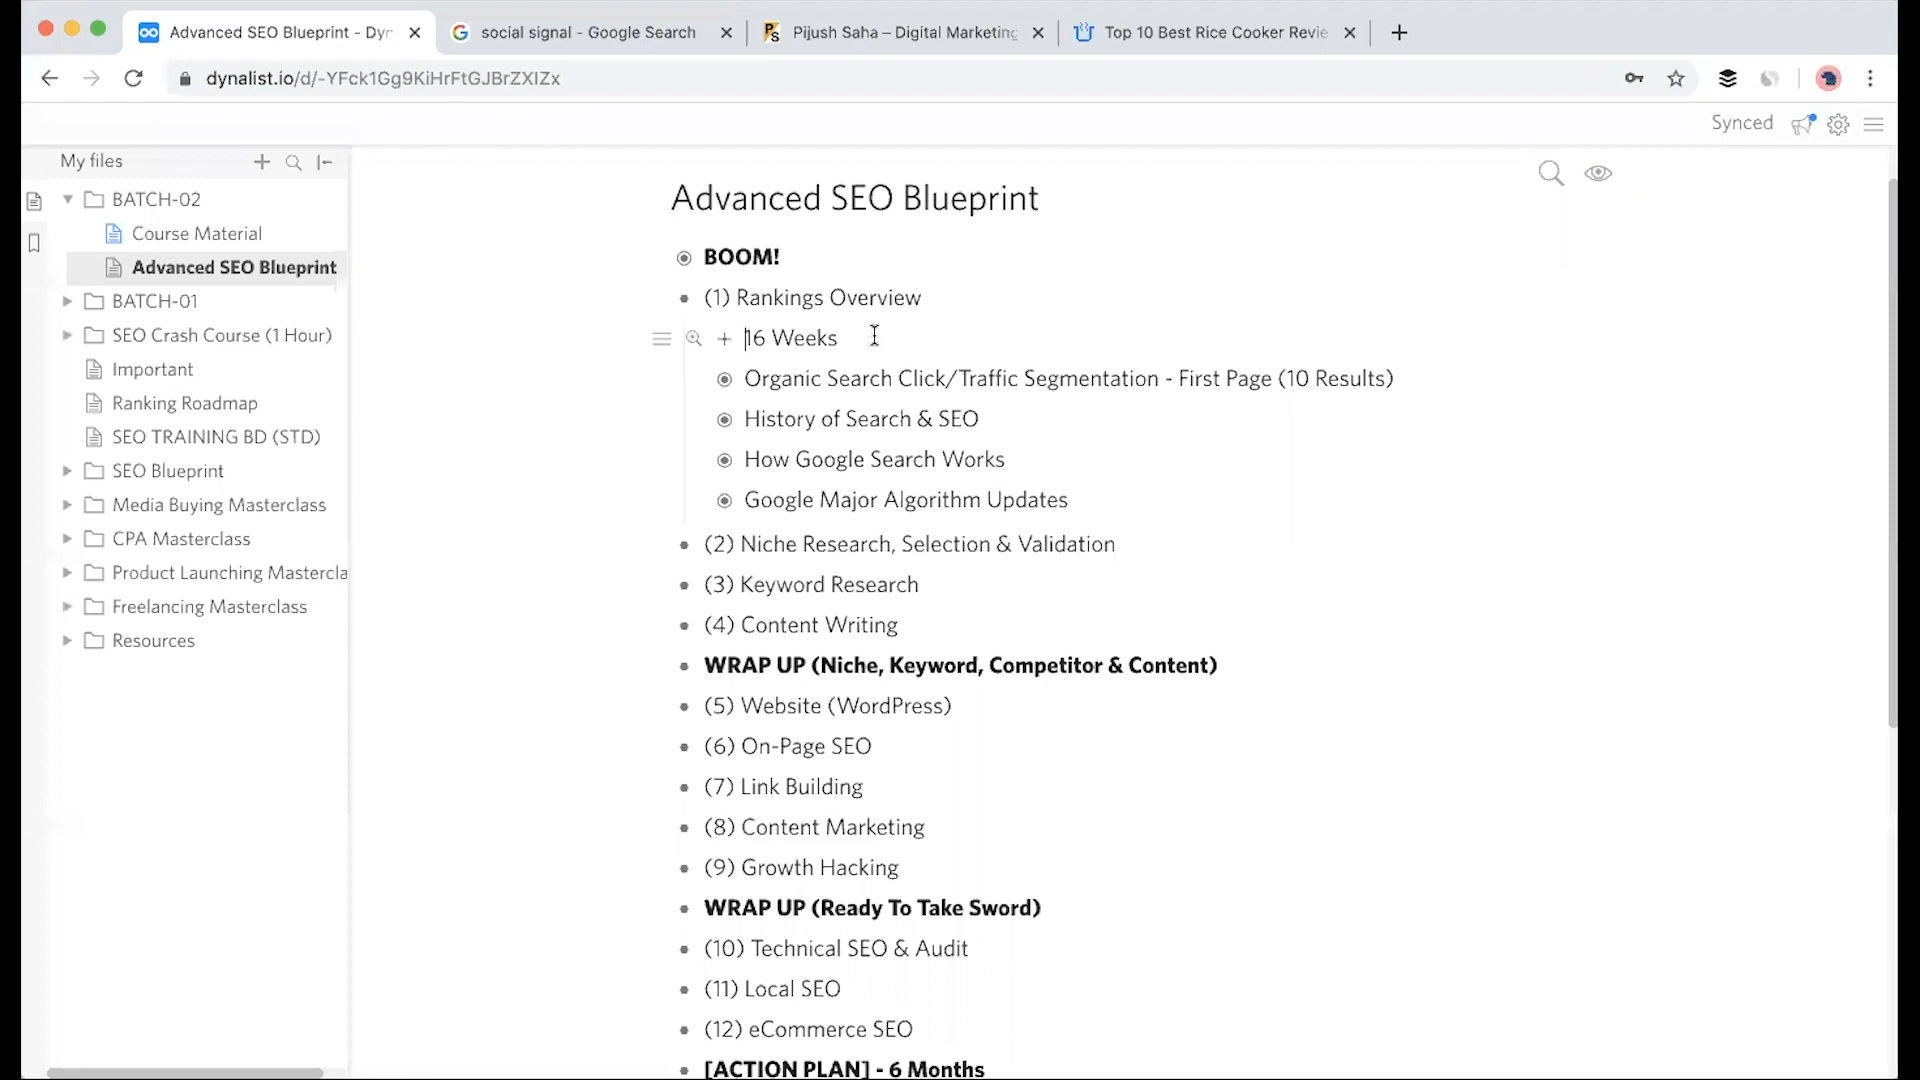 Advanced SEO Blueprint - Dyn
social signal - Google Search
Pijush Saha – Digital Marketing
Top 10 Best Rice Cooker Revie
dynalist.io/d/-YFck1Gg9KiHrFtGJBrZXIZx
Synced
My files
BATCH-02
Course Material
Advanced SEO Blueprint
BATCH-01
SEO Crash Course (1 Hour)
Important
Ranking Roadmap
SEO TRAINING BD (STD)
SEO Blueprint
Media Buying Masterclass
CPA Masterclass
Product Launching Mastercla
Freelancing Masterclass
Resources
Advanced SEO Blueprint
BOOM!
(1) Rankings Overview
16 Weeks
Organic Search Click/Traffic Segmentation - First Page (10 Results)
History of Search & SEO
How Google Search Works
Google Major Algorithm Updates
(2) Niche Research, Selection & Validation
(3) Keyword Research
(4) Content Writing
WRAP UP (Niche, Keyword, Competitor & Content)
(5) Website (WordPress)
(6) On-Page SEO
(7) Link Building
(8) Content Marketing
(9) Growth Hacking
WRAP UP (Ready To Take Sword)
(10) Technical SEO & Audit
(11) Local SEO
(12) eCommerce SEO
[ACTION PLAN] - 6 Months